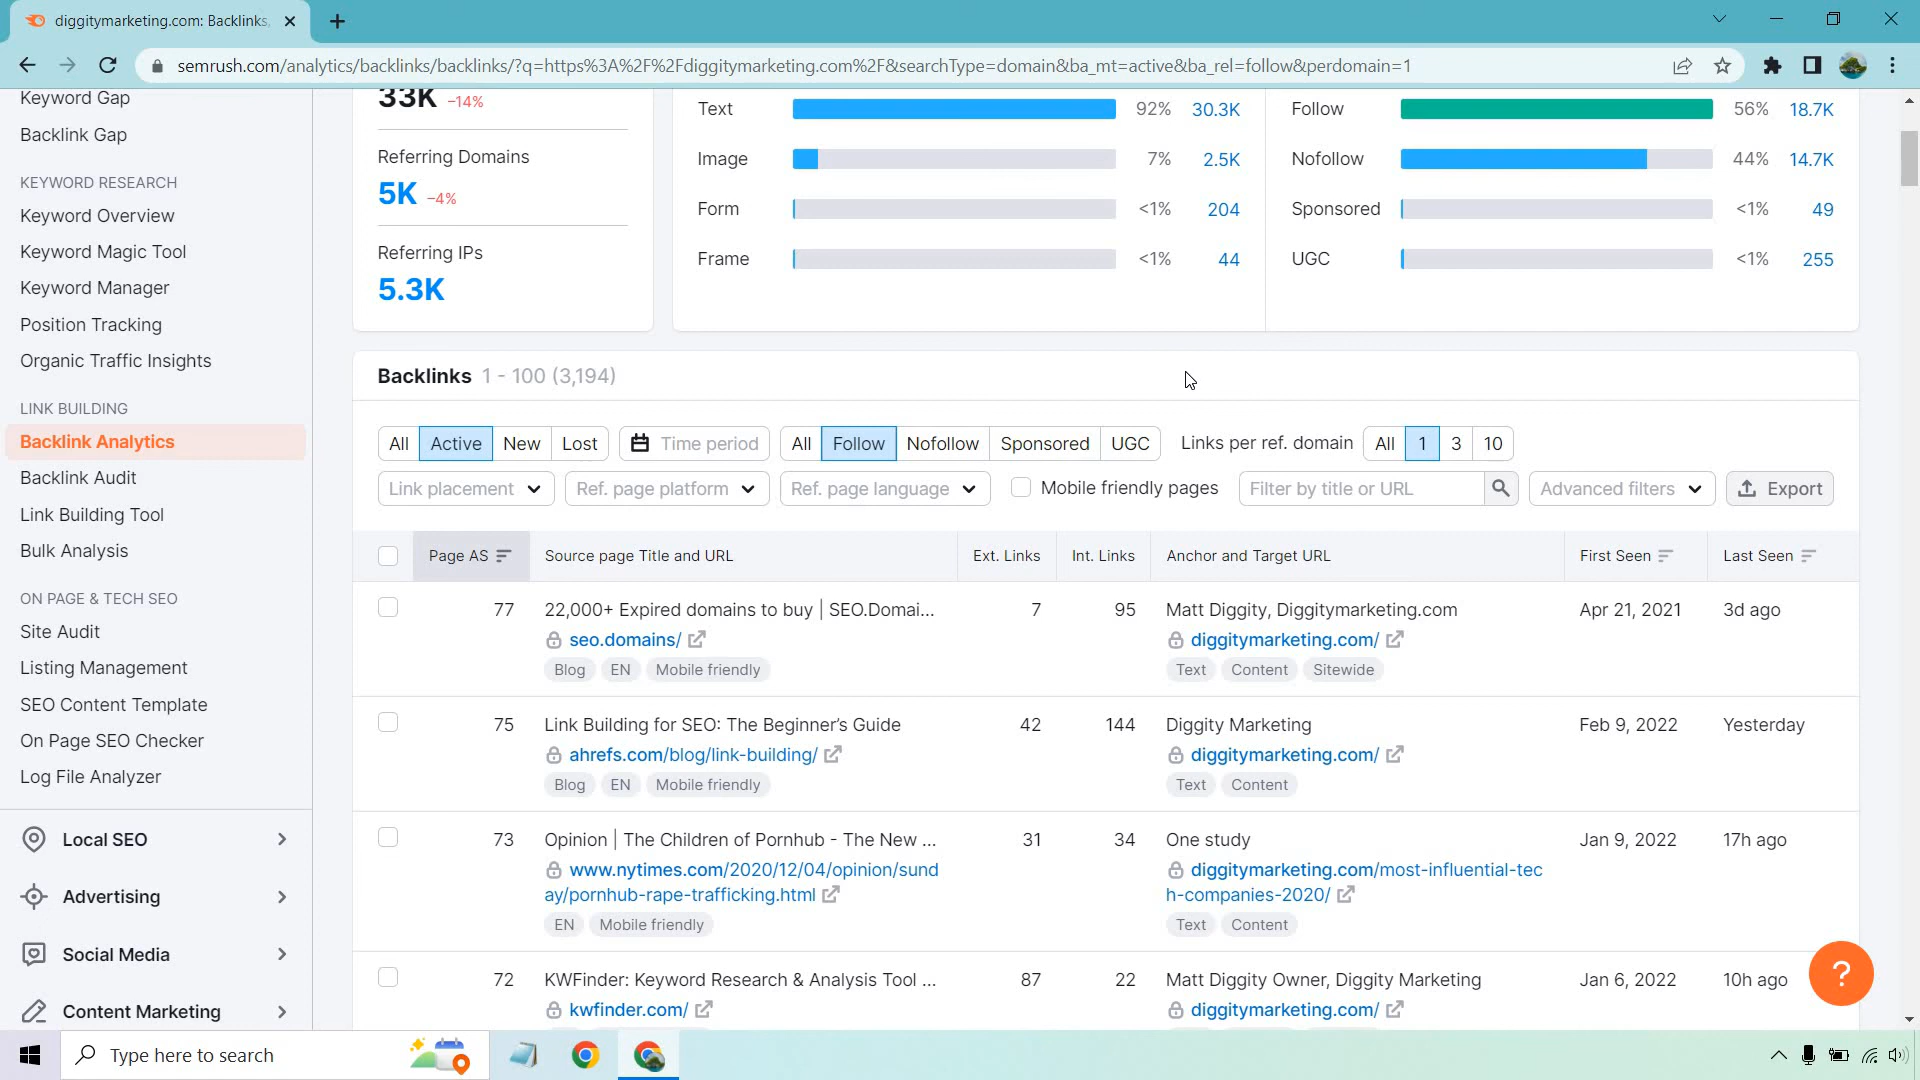 diggitymarketing.com: Backlinks,
semrush.com/analytics/backlinks/backlinks/?q=https%3A%2F%2Fdiggitymarketing.com%2F&searchType=domain&ba_mt=active&ba_rel=follow&perdomain=1
Keyword Gap
Backlink Gap
KEYWORD RESEARCH
Keyword Overview
Keyword Magic Tool
Keyword Manager
Position Tracking
Organic Traffic Insights
LINK BUILDING
Backlink Analytics
Backlink Audit
Link Building Tool
Bulk Analysis
ON PAGE & TECH SEO
Site Audit
Listing Management
SEO Content Template
On Page SEO Checker
Log File Analyzer
Local SEO
Advertising
Social Media
Content Marketing
33K -14%
Referring Domains
5K -4%
Referring IPs
5.3K
Text 92% 30.3K
Image 7% 2.5K
Form <1% 204
Frame <1% 44
Follow 56% 18.7K
Nofollow 44% 14.7K
Sponsored <1% 49
UGC <1% 255
Backlinks 1 - 100 (3,194)
All Active New Lost Time period All Follow Nofollow Sponsored UGC Links per ref. domain All 1 3 10
Link placement Ref. page platform Ref. page language Mobile friendly pages Filter by title or URL Advanced filters Export
Page AS Source page Title and URL Ext. Links Int. Links Anchor and Target URL First Seen Last Seen
77 22,000+ Expired domains to buy | SEO.Domai... 7 95 Matt Diggity, Diggitymarketing.com Apr 21, 2021 3d ago
seo.domains/ diggitymarketing.com/
Blog EN Mobile friendly Text Content Sitewide
75 Link Building for SEO: The Beginner's Guide 42 144 Diggity Marketing Feb 9, 2022 Yesterday
ahrefs.com/blog/link-building/ diggitymarketing.com/
Blog EN Mobile friendly Text Content
73 Opinion | The Children of Pornhub - The New ... 31 34 One study Jan 9, 2022 17h ago
www.nytimes.com/2020/12/04/opinion/sund diggitymarketing.com/most-influential-tec
ay/pornhub-rape-trafficking.html h-companies-2020/
EN Mobile friendly Text Content
72 KWFinder: Keyword Research & Analysis Tool ... 87 22 Matt Diggity Owner, Diggity Marketing Jan 6, 2022 10h ago
kwfinder.com/ diggitymarketing.com/
?
Type here to search